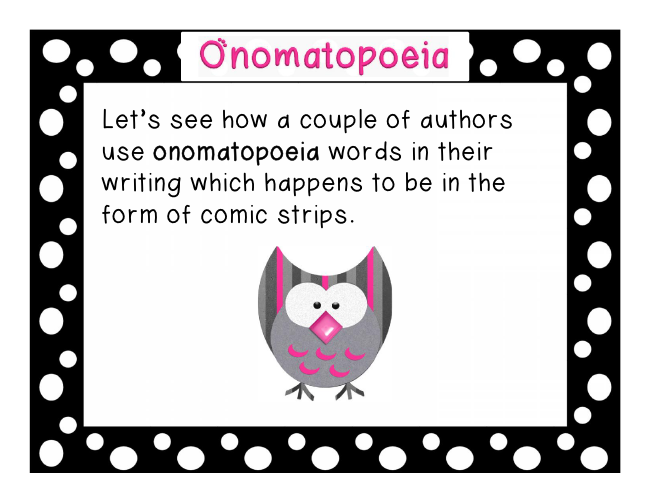 Onomatopoeia
Let's see how a couple of authors
use onomatopoeia words in their
writing which happens to be in the
form of comic strips.